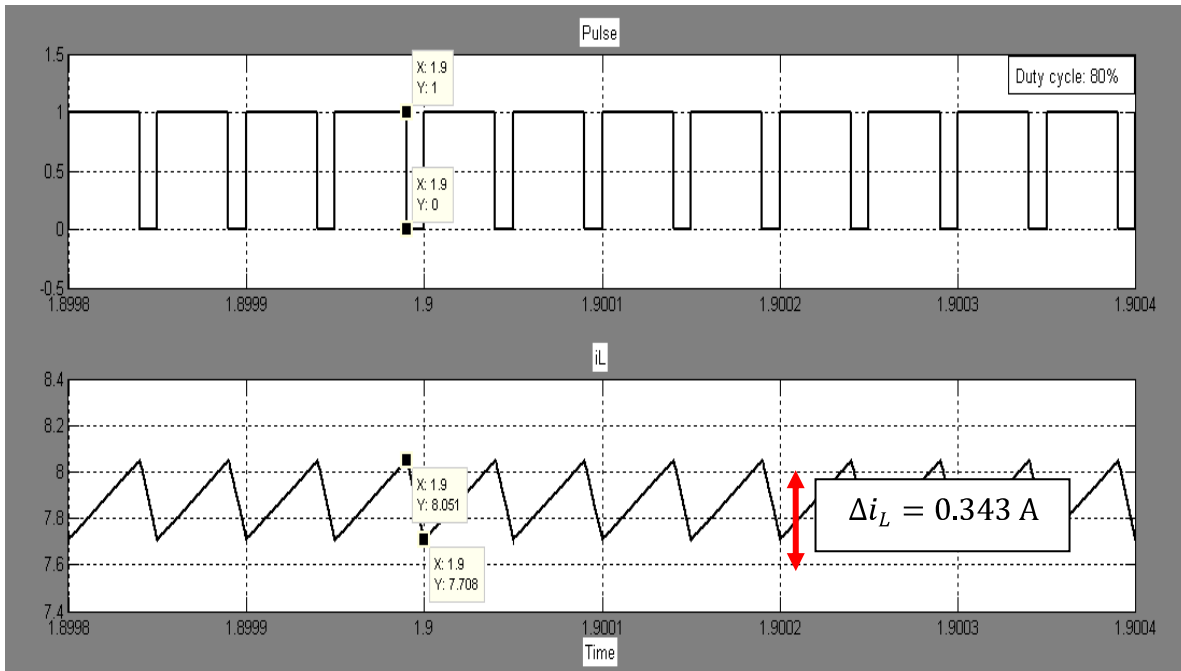 Pulse
1.5
1
0.5
0
-0.5
Duty cycle: 80%
X: 1.9
Y: 1
X: 1.9
Y: 0
1.8998 1.8999 1.9 1.9001 1.9002 1.9003 1.9004
iL
8.4
8.2
8
7.8
7.6
7.4
X: 1.9
Y: 8.051
X: 1.9
Y: 7.708
Δi_L = 0.343 A
1.8998 1.8999 1.9 1.9001 1.9002 1.9003 1.9004
Time